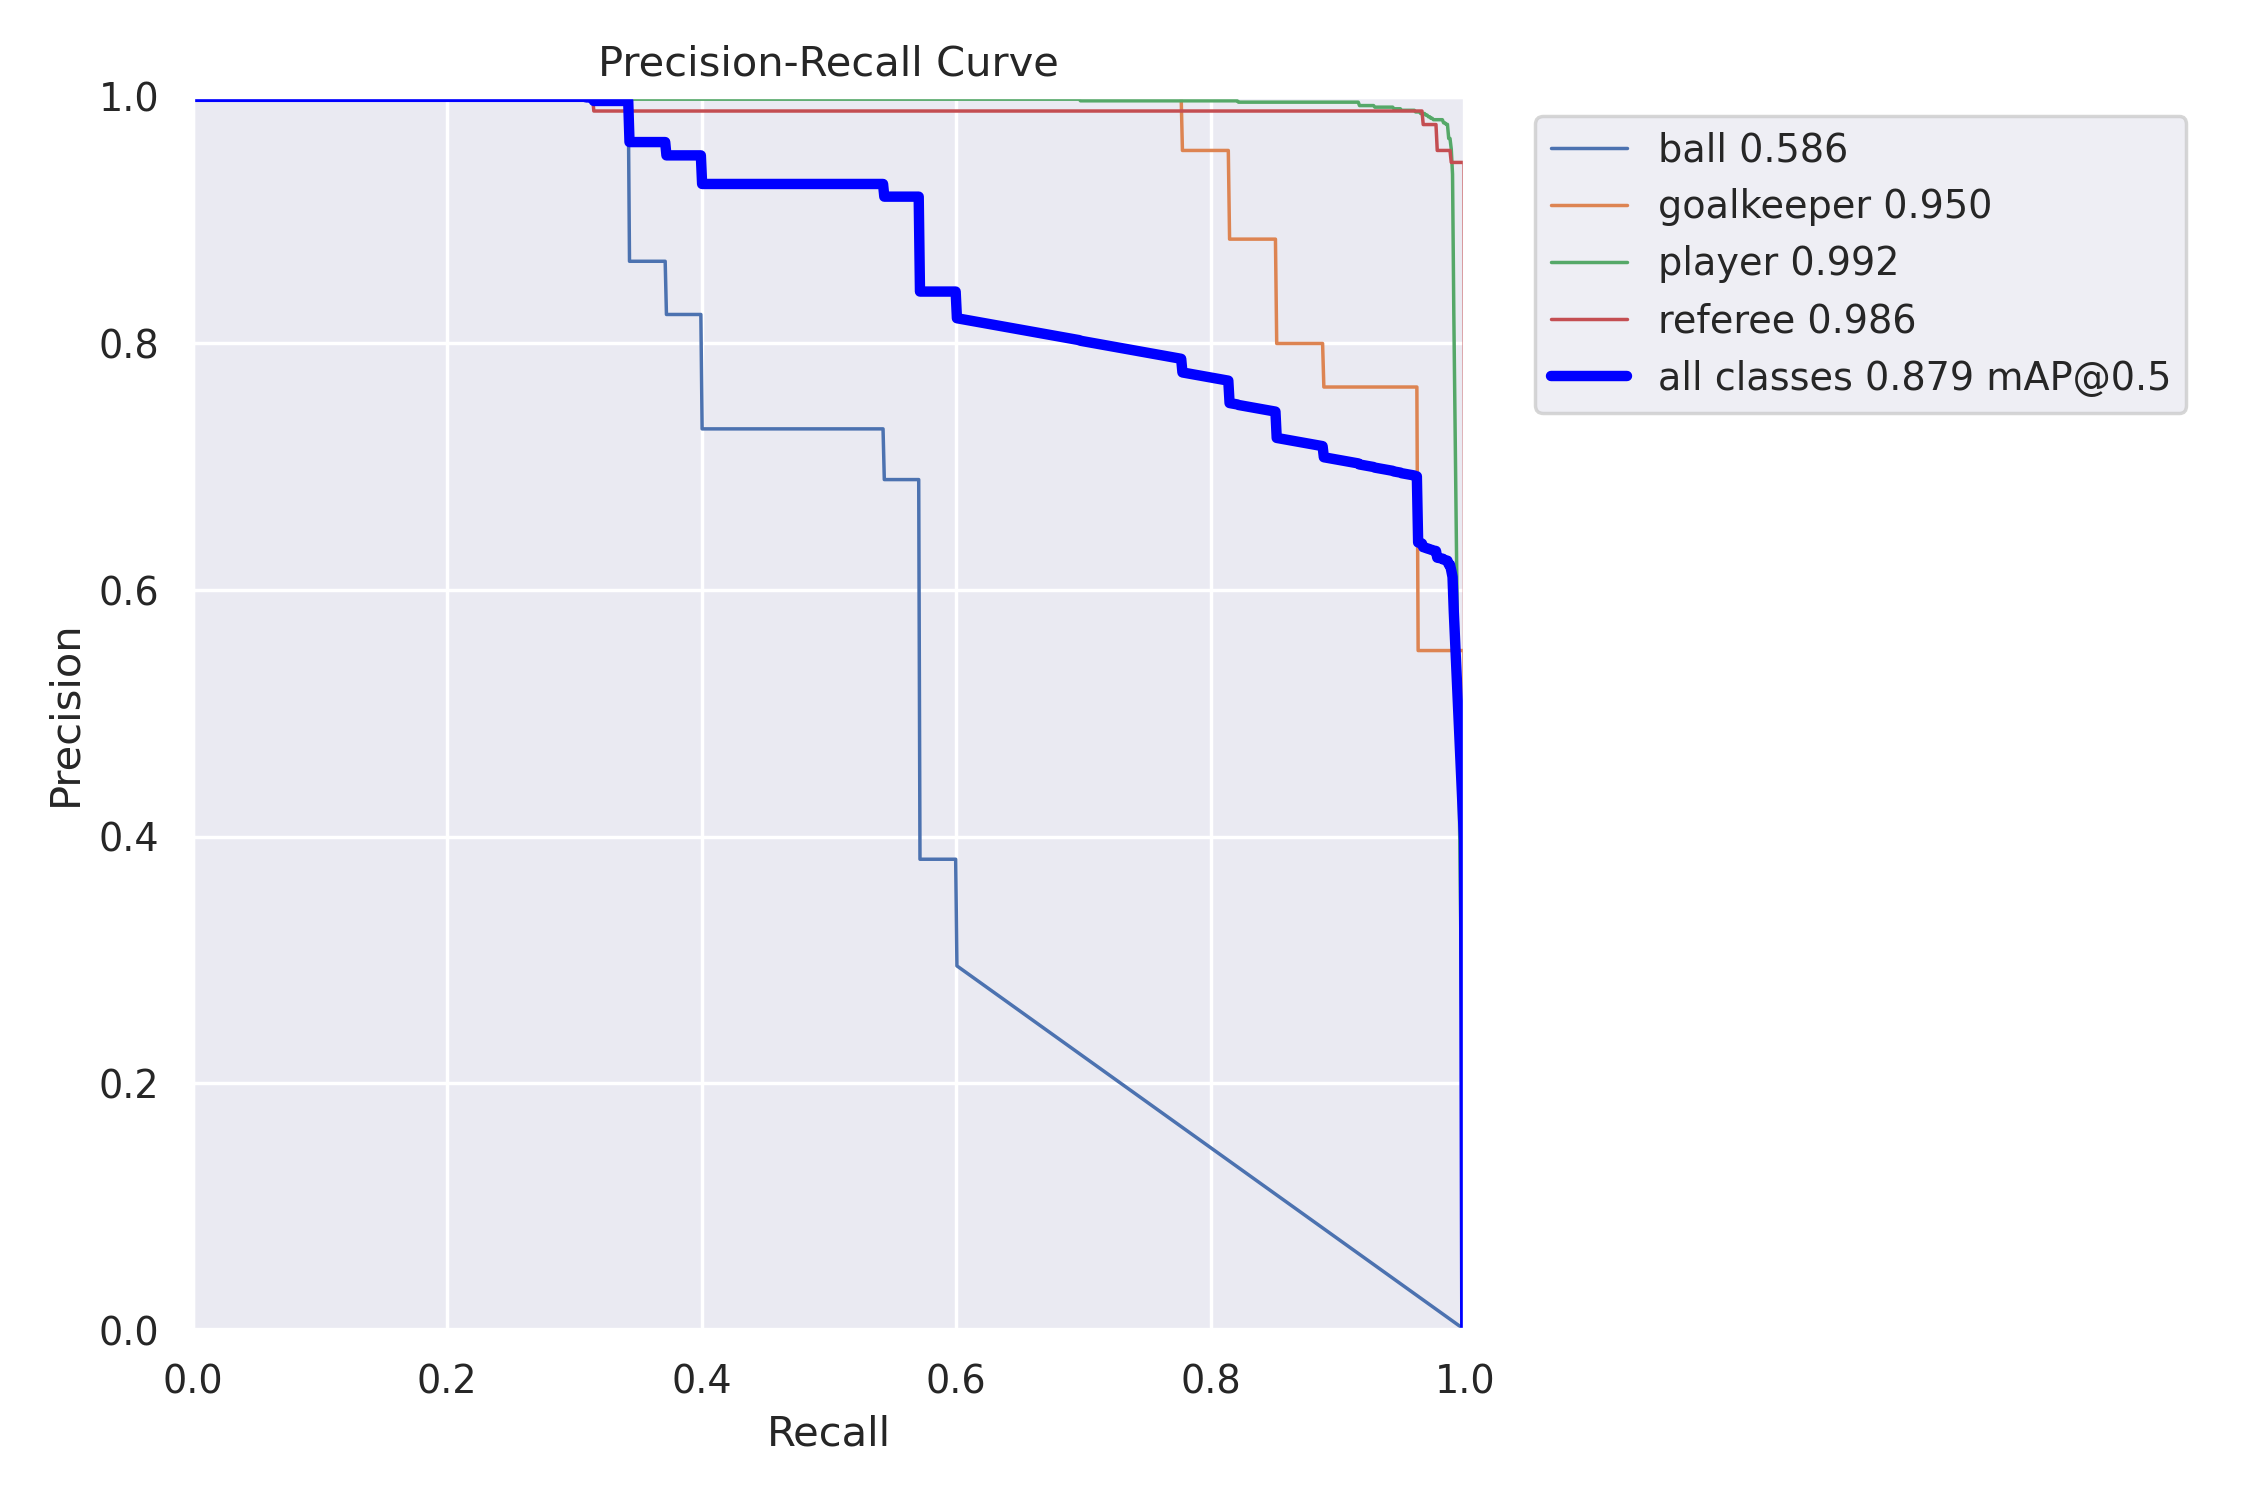 Precision-Recall Curve
1.0
0.8
0.6
0.4
0.2
0.0
Precision
0.0 0.2 0.4 0.6 0.8 1.0
Recall
ball 0.586
goalkeeper 0.950
player 0.992
referee 0.986
all classes 0.879 mAP@0.5